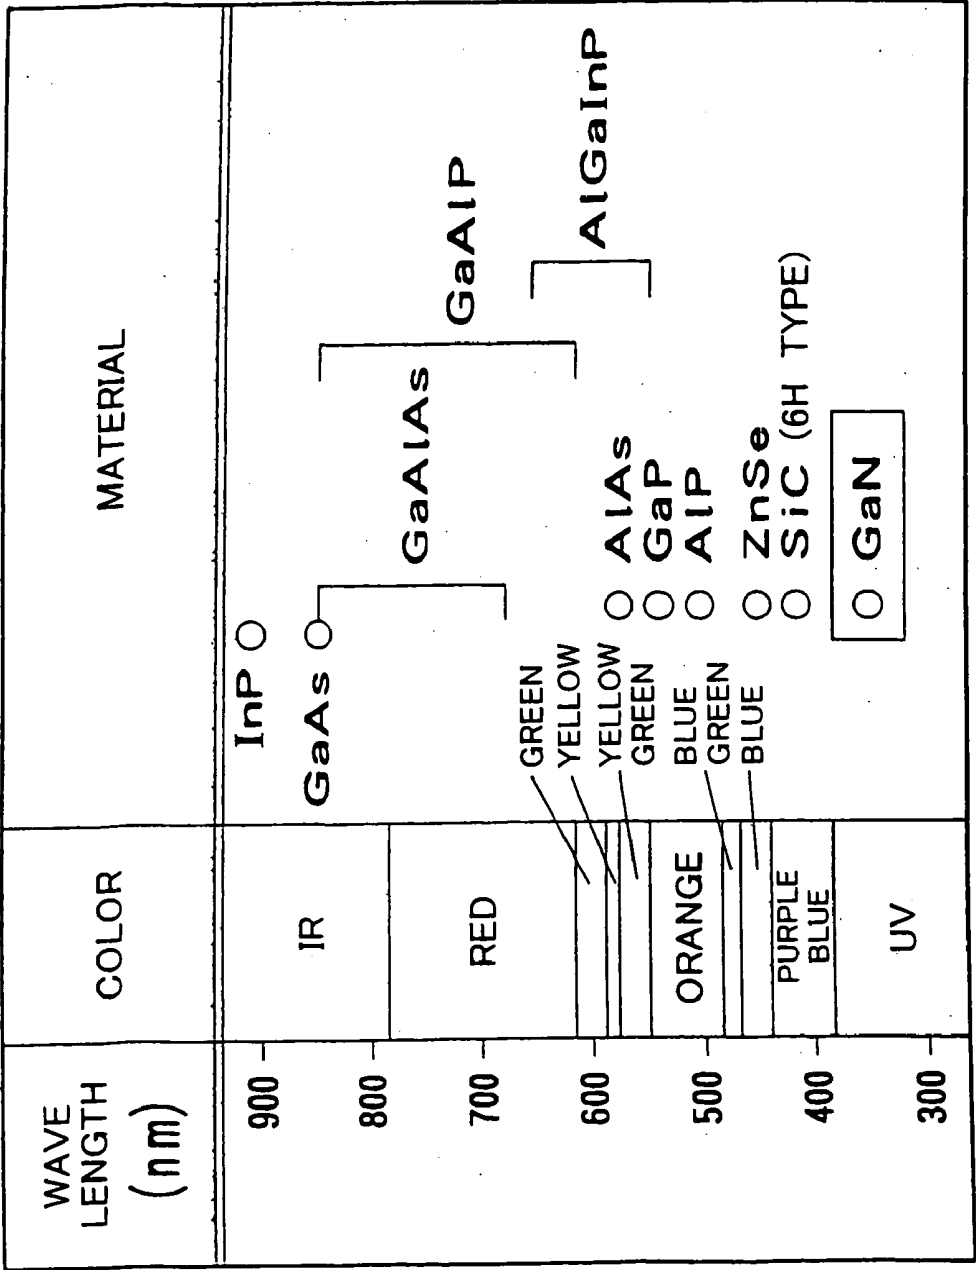 WAVE
LENGTH
(nm)
COLOR
MATERIAL
900
800
700
600
500
400
300
IR
RED
GREEN
YELLOW
YELLOW
GREEN
ORANGE
BLUE
GREEN
BLUE
PURPLE
BLUE
UV
InP
GaAs
GaAlAs
GaAlP
AlGaInP
AlAs
GaP
AlP
ZnSe
SiC (6H TYPE)
GaN